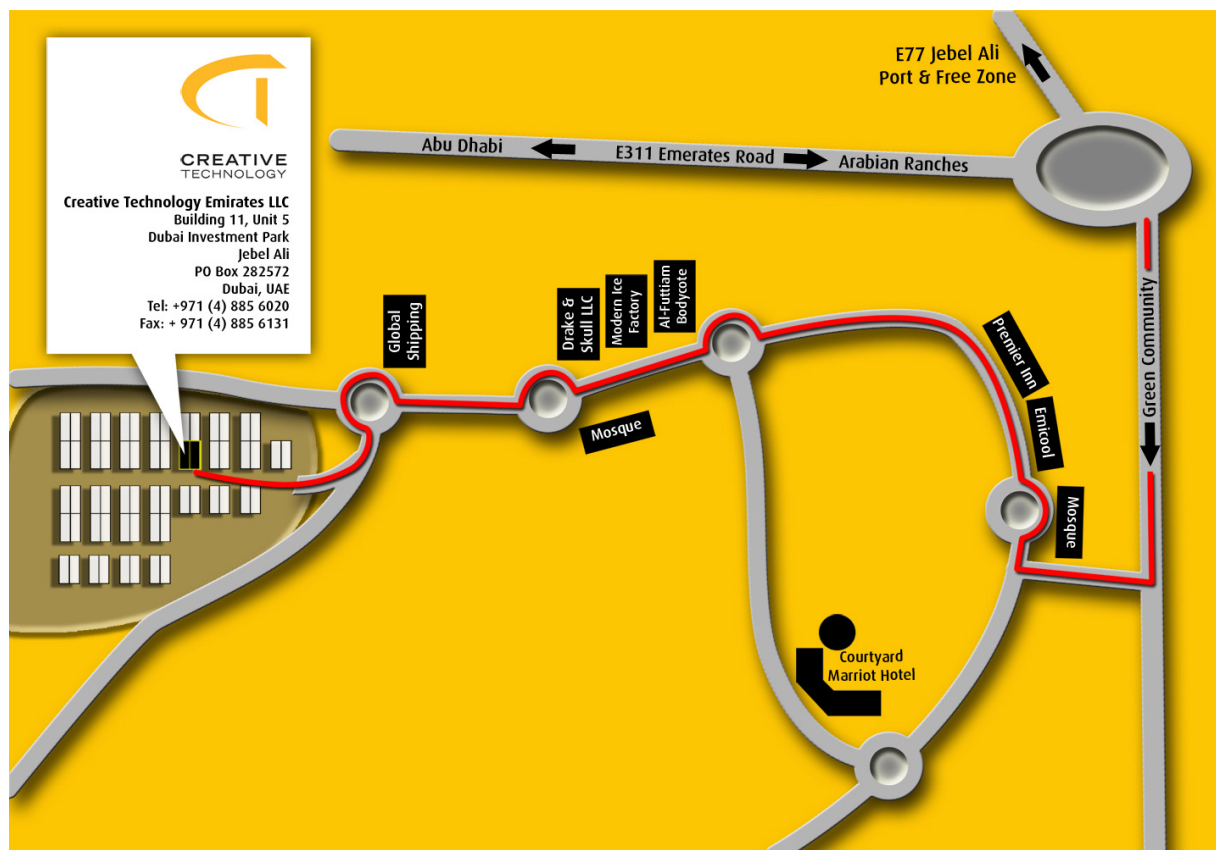 CREATIVE
TECHNOLOGY
Creative Technology Emirates LLC
Building 11, Unit 5
Dubai Investment Park
Jebel Ali
PO Box 282572
Dubai, UAE
Tel: +971 (4) 885 6020
Fax: + 971 (4) 885 6131
E77 Jebel Ali
Port & Free Zone
Abu Dhabi
E311 Emerates Road
Arabian Ranches
Global
Shipping
Drake &
Skull LLC
Modern Ice
Factory
Al-Futtiam
Bodycote
Mosque
Premier Inn
Emicool
Mosque
Green Community
Courtyard
Marriot Hotel